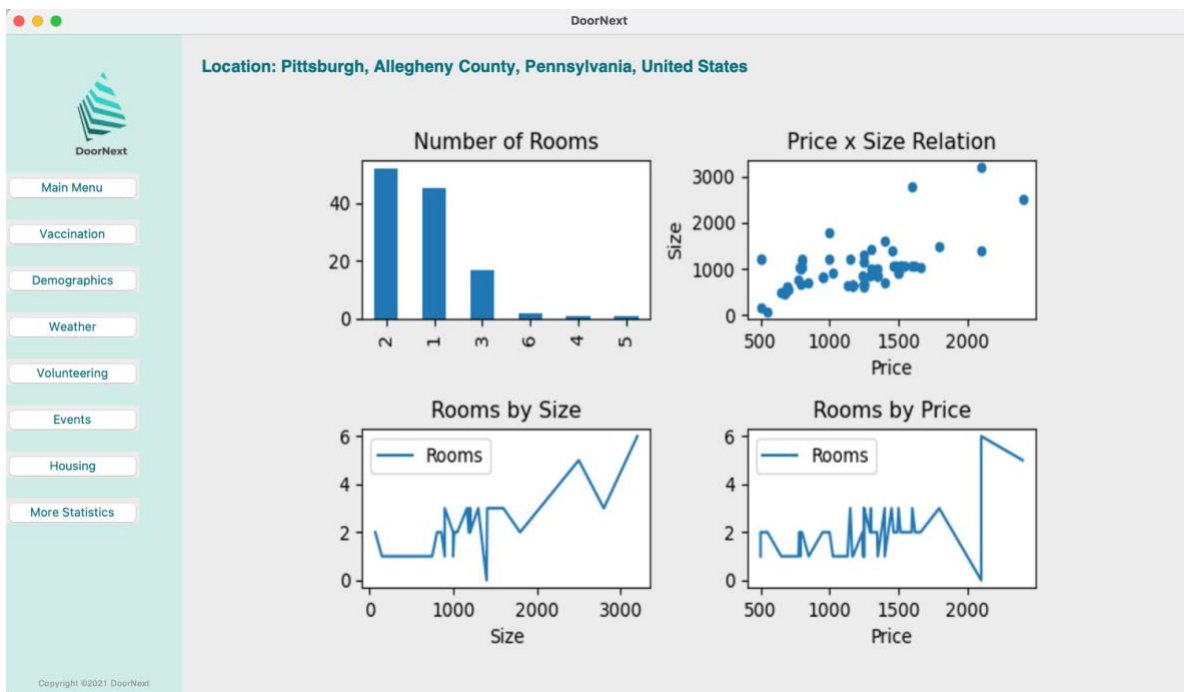 DoorNext
Location: Pittsburgh, Allegheny County, Pennsylvania, United States
DoorNext
Main Menu
Vaccination
Demographics
Weather
Volunteering
Events
Housing
More Statistics
Copyright ©2021 DoorNext
Number of Rooms
40
20
0
2 1 3 6 4 5
Price x Size Relation
Size
3000
2000
1000
0
500 1000 1500 2000
Price
Rooms by Size
Rooms
6
4
2
0
0 1000 2000 3000
Size
Rooms by Price
Rooms
6
4
2
0
500 1000 1500 2000
Price